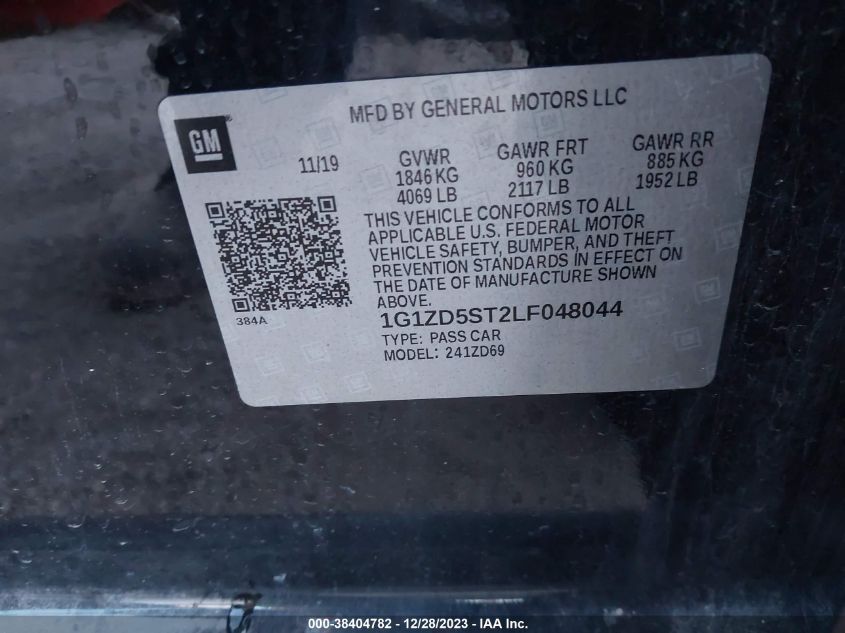 MFD BY GENERAL MOTORS LLC
GM
11/19
GVWR
1846 KG
4069 LB
GAWR FRT
960 KG
2117 LB
GAWR RR
885 KG
1952 LB
THIS VEHICLE CONFORMS TO ALL
APPLICABLE U.S. FEDERAL MOTOR
VEHICLE SAFETY, BUMPER, AND THEFT
PREVENTION STANDARDS IN EFFECT ON
THE DATE OF MANUFACTURE SHOWN
ABOVE.
384A
1G1ZD5ST2LF048044
TYPE: PASS CAR
MODEL: 241ZD69
000-38404782 - 12/28/2023 - IAA Inc.